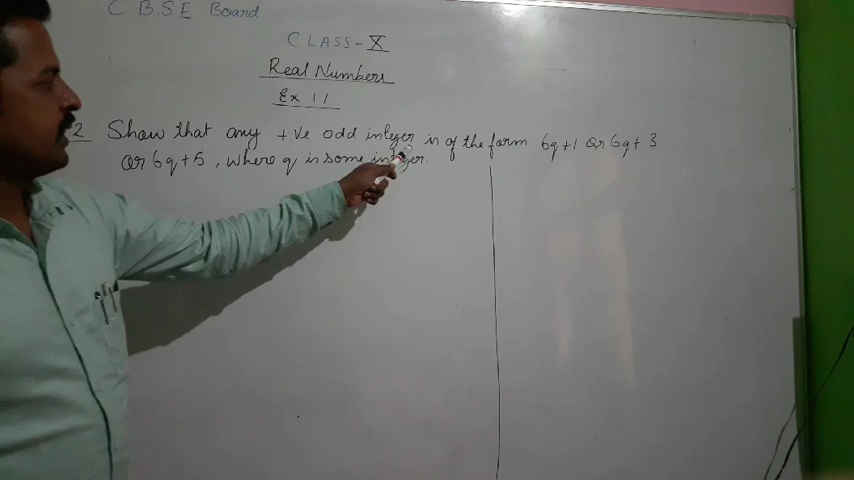 C B.S.E Board
CLASS-X
Real Numbers
Ex 1.1
2 Show that any +ve odd integer is of the form 6q+1 or 6q+3
or 6q+5, where q is some integer.